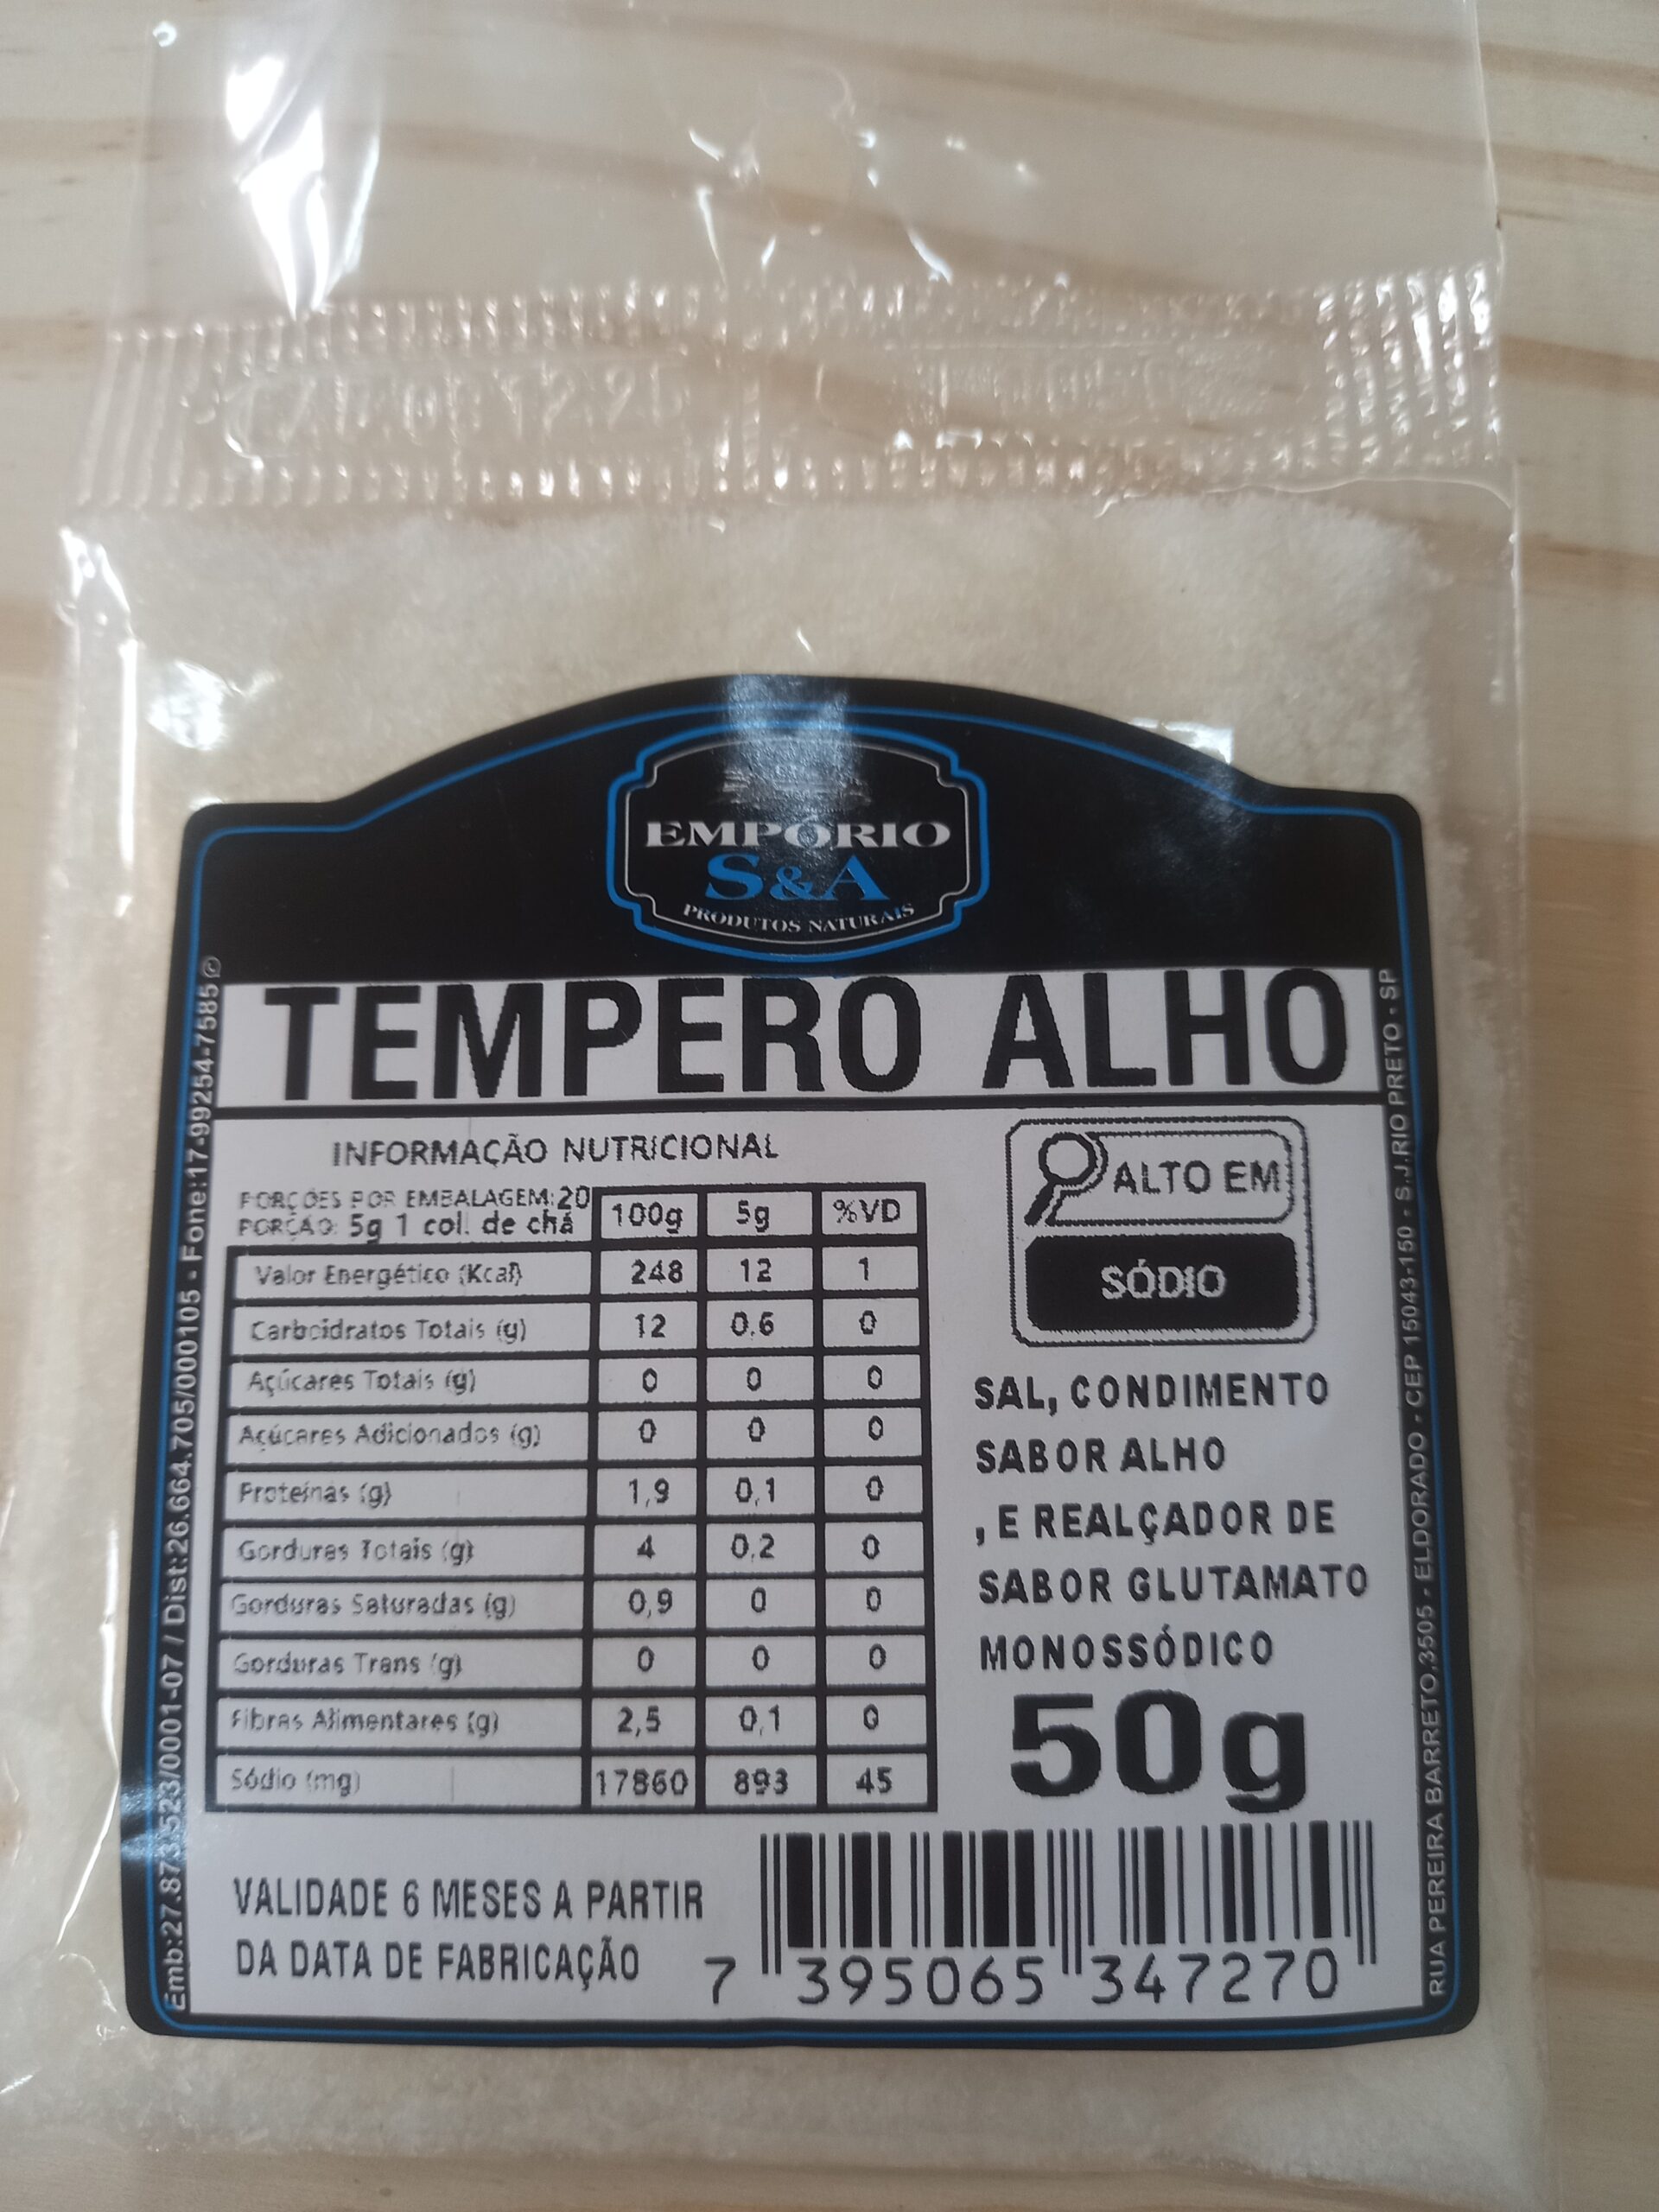 EMPÓRIO
S&A
PRODUTOS NATURAIS
TEMPERO ALHO
INFORMAÇÃO NUTRICIONAL
PORÇÕES POR EMBALAGEM:20
PORÇÃO: 5g 1 col. de chá
100g 5g %VD
Valor Energético (Kcal) 248 12 1
Carboidratos Totais (g) 12 0.6 0
Açúcares Totais (g) 0 0 0
Açúcares Adicionados (g) 0 0 0
Proteínas (g) 1,9 0,1 0
Gorduras Totais (g) 4 0,2 0
Gorduras Saturadas (g) 0,9 0 0
Gorduras Trans (g) 0 0 0
Fibras Alimentares (g) 2,5 0,1 0
Sódio (mg) 17860 893 45
ALTO EM
SÓDIO
SAL, CONDIMENTO
SABOR ALHO
, E REALÇADOR DE
SABOR GLUTAMATO
MONOSSÓDICO
50g
VALIDADE 6 MESES A PARTIR
DA DATA DE FABRICAÇÃO
7 395065 347270
Emb:27.873.523/0001-07 / Dist:26.664.705/000105 - Fone:17-99254-7585©
RUA PEREIRA BARRETO,3505 - ELDORADO - CEP 15043-150 - S.J.RIO PRETO - SP